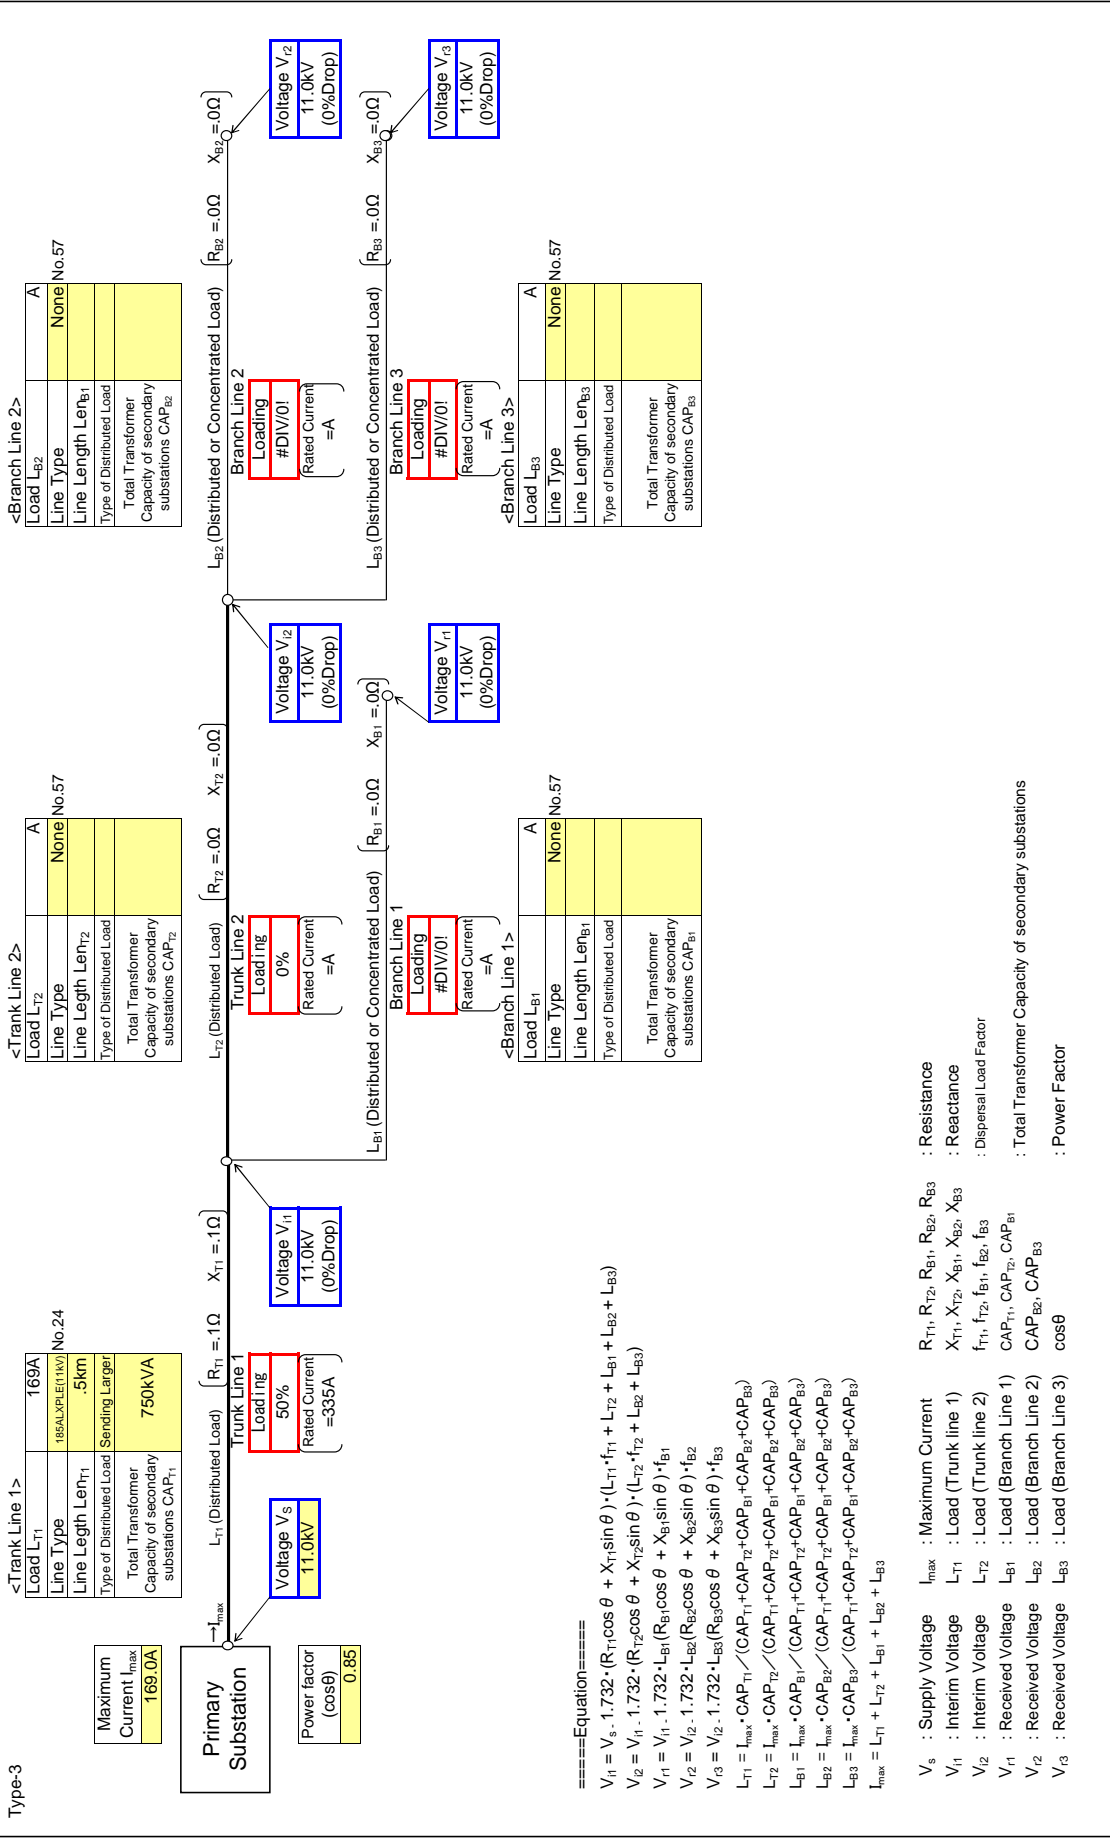 Type-3
Maximum
Current Imax
169.0A
Primary
Substation
Power factor
(cosθ)
0.85
→Imax
Voltage VS
11.0kV
<Trank Line 1>
Load LT1 169A
Line Type 185ALXPLE(11kV) No.24
Line Length LenT1 .5km
Type of Distributed Load Sending Larger
Total Transformer
Capacity of secondary
substations CAPT1
750kVA
LT1 (Distributed Load)
RT1 =.1Ω XT1 =.1Ω
Trunk Line 1
Loading
50%
Rated Current
=335A
Voltage Vi1
11.0kV
(0%Drop)
<Trank Line 2>
Load LT2 A
Line Type None No.57
Line Legth LenT2
Type of Distributed Load
Total Transformer
Capacity of secondary
substations CAPT2
LT2 (Distributed Load)
RT2 =.0Ω XT2 =.0Ω
Trunk Line 2
Loading
0%
Rated Current
=A
Voltage Vi2
11.0kV
(0%Drop)
LB1 (Distributed or Concentrated Load)
RB1 =.0Ω XB1 =.0Ω
Branch Line 1
Loading
#DIV/0!
Rated Current
=A
Voltage Vr1
11.0kV
(0%Drop)
<Branch Line 1>
Load LB1 A
Line Type None No.57
Line Length LenB1
Type of Distributed Load
Total Transformer
Capacity of secondary
substations CAPB1
<Branch Line 2>
Load LB2 A
Line Type None No.57
Line Length LenB1
Type of Distributed Load
Total Transformer
Capacity of secondary
substations CAPB2
LB2 (Distributed or Concentrated Load)
RB2 =.0Ω XB2 =.0Ω
Branch Line 2
Loading
#DIV/0!
Rated Current
=A
Voltage Vr2
11.0kV
(0%Drop)
LB3 (Distributed or Concentrated Load)
RB3 =.0Ω XB3 =.0Ω
Branch Line 3
Loading
#DIV/0!
Rated Current
=A
Voltage Vr3
11.0kV
(0%Drop)
<Branch Line 3>
Load LB3 A
Line Type None No.57
Line Length LenB3
Type of Distributed Load
Total Transformer
Capacity of secondary
substations CAPB3
=====Equation=====
Vi1 = VS - 1.732・(RT1cosθ + XT1sinθ)・(LT1・fT1 + LT2 + LB1 + LB2 + LB3)
Vi2 = Vi1 - 1.732・(RT2cosθ + XT2sinθ)・(LT2・fT2 + LB2 + LB3)
Vr1 = Vi1 - 1.732・LB1(RB1cosθ + XB1sinθ)・fB1
Vr2 = Vi2 - 1.732・LB2(RB2cosθ + XB2sinθ)・fB2
Vr3 = Vi2 - 1.732・LB3(RB3cosθ + XB3sinθ)・fB3
LT1 = Imax・CAPT1／(CAPT1+CAPT2+CAPB1+CAPB2+CAPB3)
LT2 = Imax・CAPT2／(CAPT1+CAPT2+CAPB1+CAPB2+CAPB3)
LB1 = Imax・CAPB1／(CAPT1+CAPT2+CAPB1+CAPB2+CAPB3)
LB2 = Imax・CAPB2／(CAPT1+CAPT2+CAPB1+CAPB2+CAPB3)
LB3 = Imax・CAPB3／(CAPT1+CAPT2+CAPB1+CAPB2+CAPB3)
Imax = LT1 + LT2 + LB1 + LB2 + LB3
Vs : Supply Voltage Imax : Maximum Current RT1, RT2, RB1, RB2, RB3 : Resistance
Vi1 : Interim Voltage LT1 : Load (Trunk line 1) XT1, XT2, XB1, XB2, XB3 : Reactance
Vi2 : Interim Voltage LT2 : Load (Trunk line 2) fT1, fT2, fB1, fB2, fB3 : Dispersal Load Factor
Vr1 : Received Voltage LB1 : Load (Branch Line 1) CAPT1, CAPT2, CAPB1 : Total Transformer Capacity of secondary substations
Vr2 : Received Voltage LB2 : Load (Branch Line 2) CAPB2, CAPB3
Vr3 : Received Voltage LB3 : Load (Branch Line 3) cosθ : Power Factor